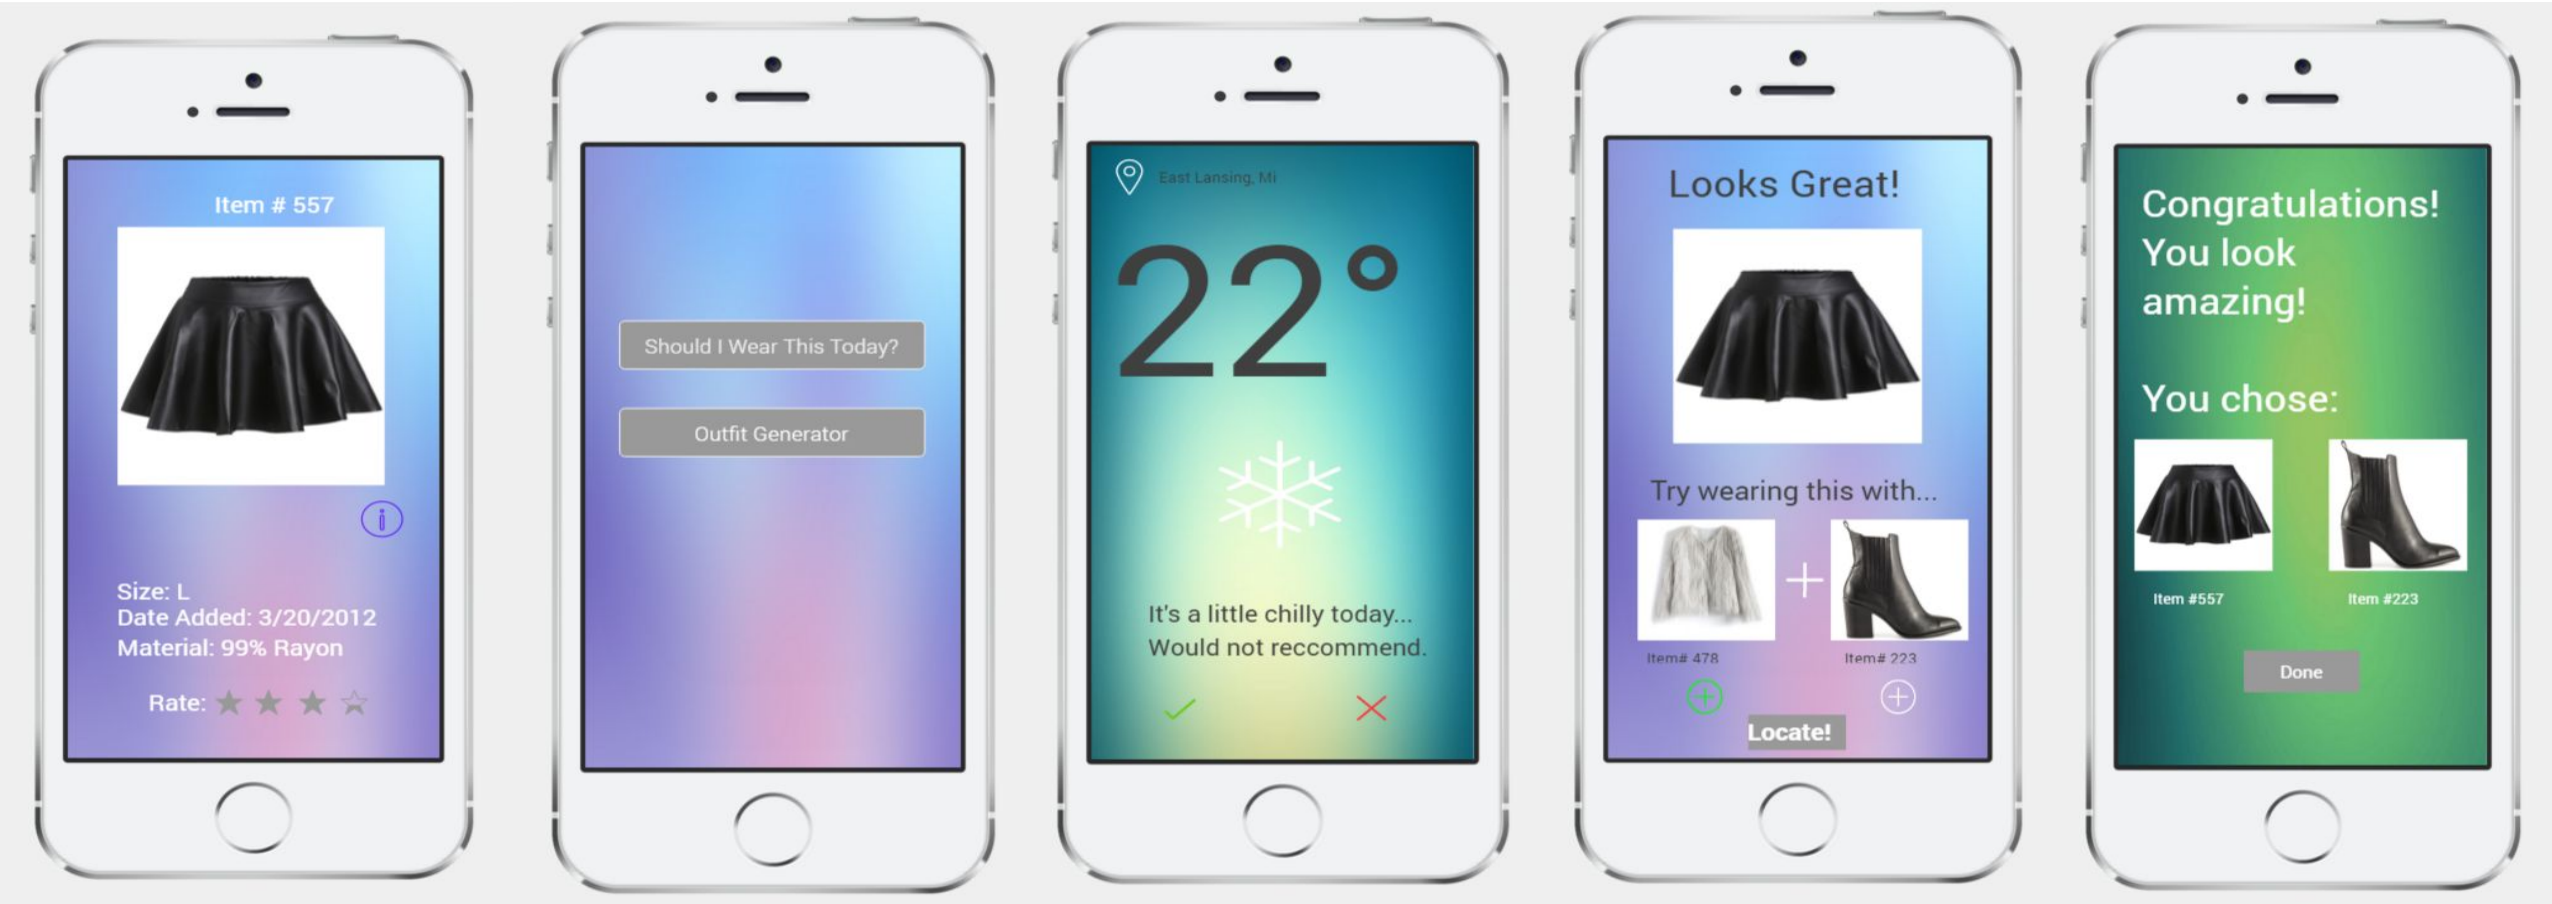 Item # 557
Size: L
Date Added: 3/20/2012
Material: 99% Rayon
Rate:
Should I Wear This Today?
Outfit Generator
East Lansing, Mi
22°
It's a little chilly today...
Would not reccommend.
Looks Great!
Try wearing this with...
Item# 478
Item# 223
Locate!
Congratulations!
You look
amazing!
You chose:
Item #557
Item #223
Done